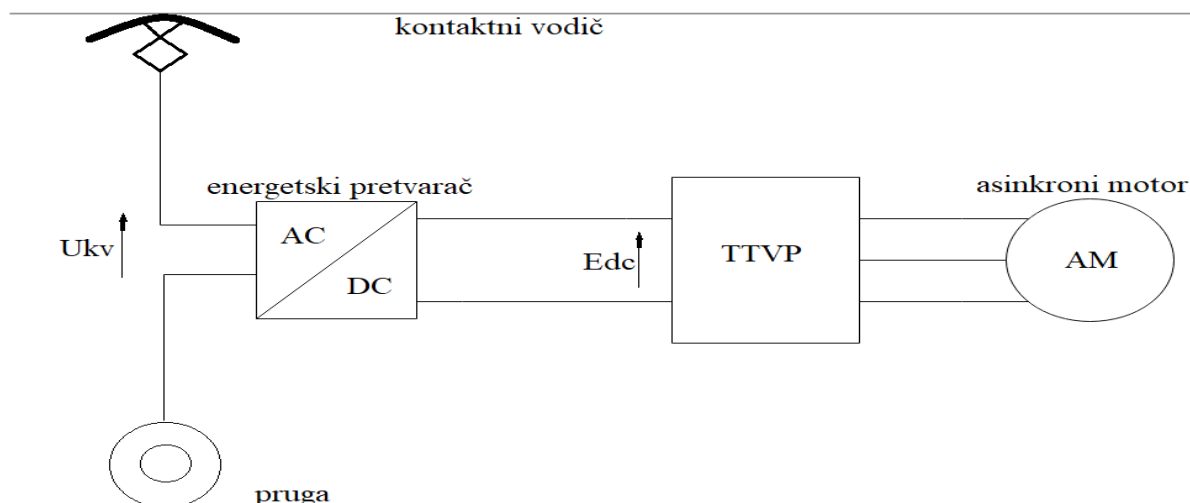 kontaktni vodič
energetski pretvarač
asinkroni motor
Ukv
AC
DC
Edc
TTVP
AM
pruga